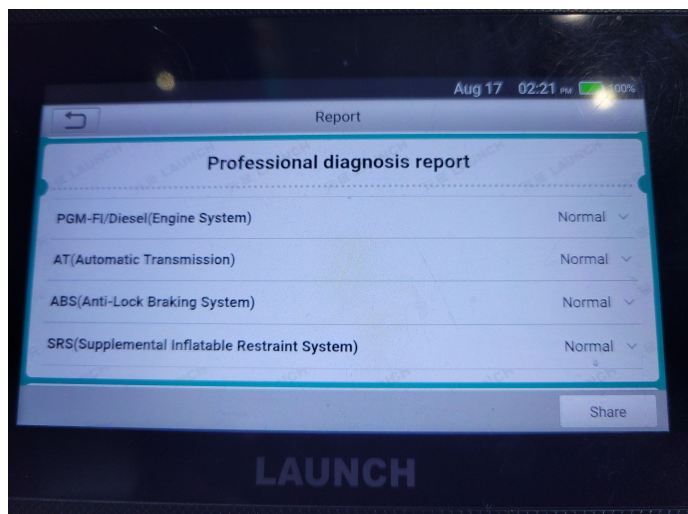 Aug 17 02:21 PM 100%
Report
Professional diagnosis report
PGM-FI/Diesel(Engine System) Normal
AT(Automatic Transmission) Normal
ABS(Anti-Lock Braking System) Normal
SRS(Supplemental Inflatable Restraint System) Normal
Share
LAUNCH